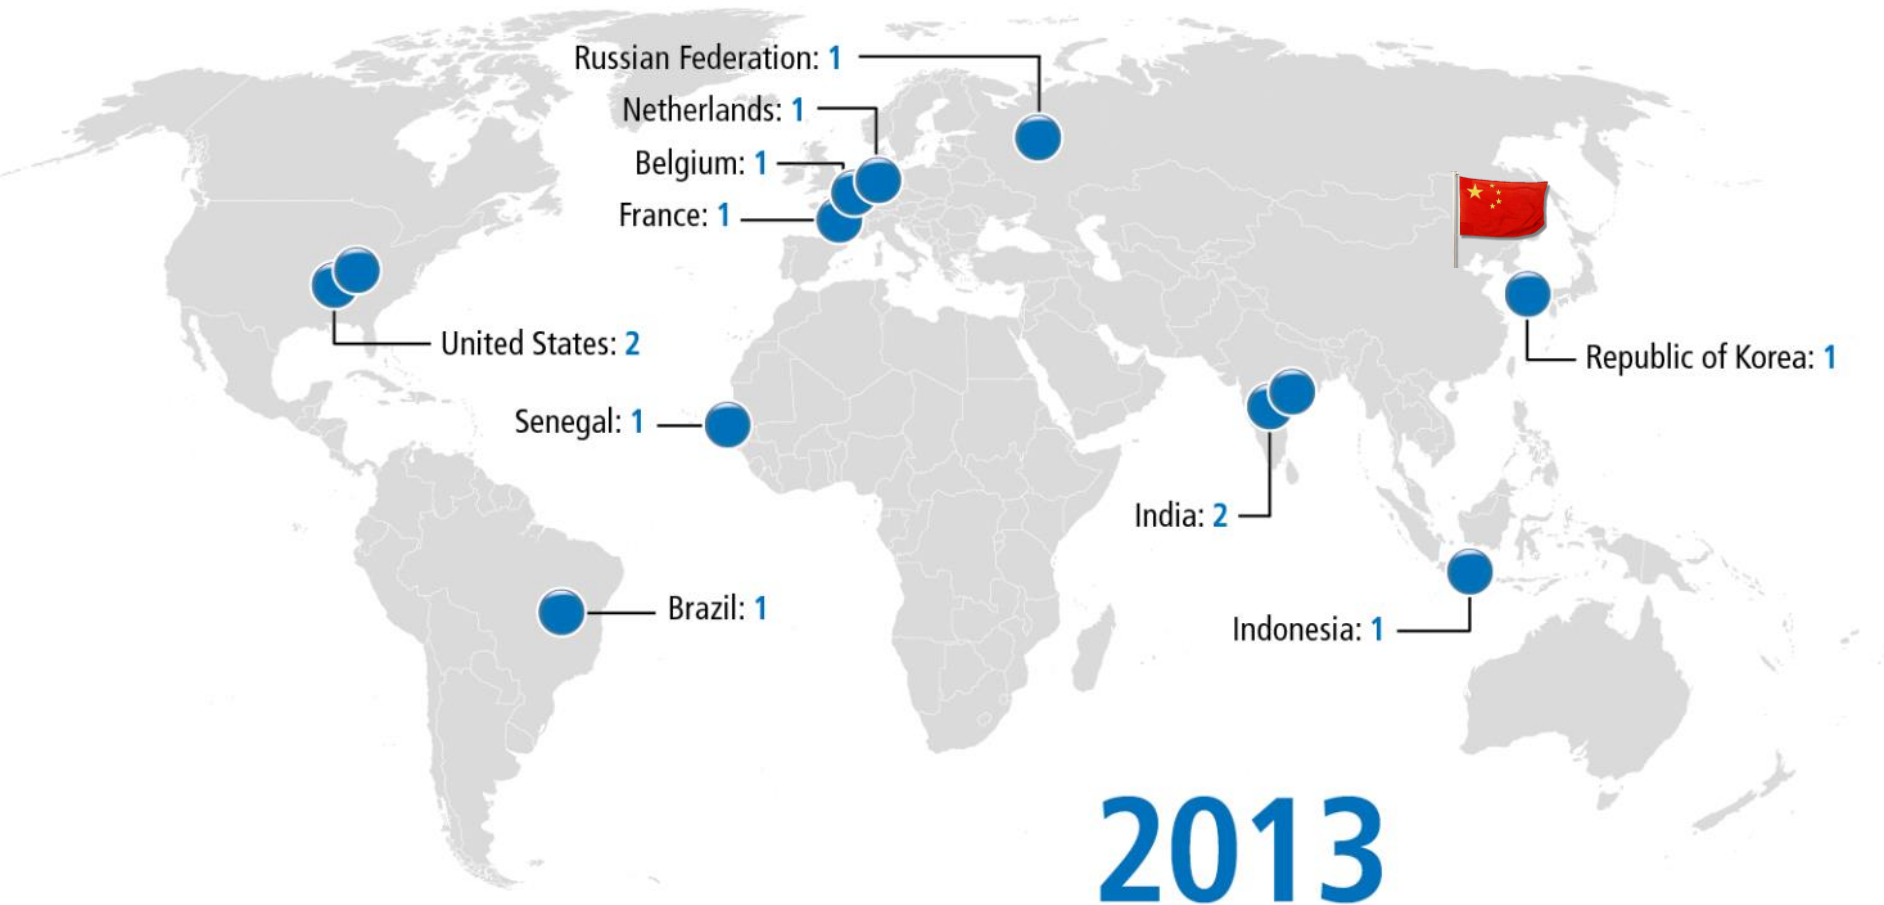 Russian Federation: 1
Netherlands: 1
Belgium: 1
France: 1
United States: 2
Republic of Korea: 1
Senegal: 1
India: 2
Brazil: 1
Indonesia: 1
2013